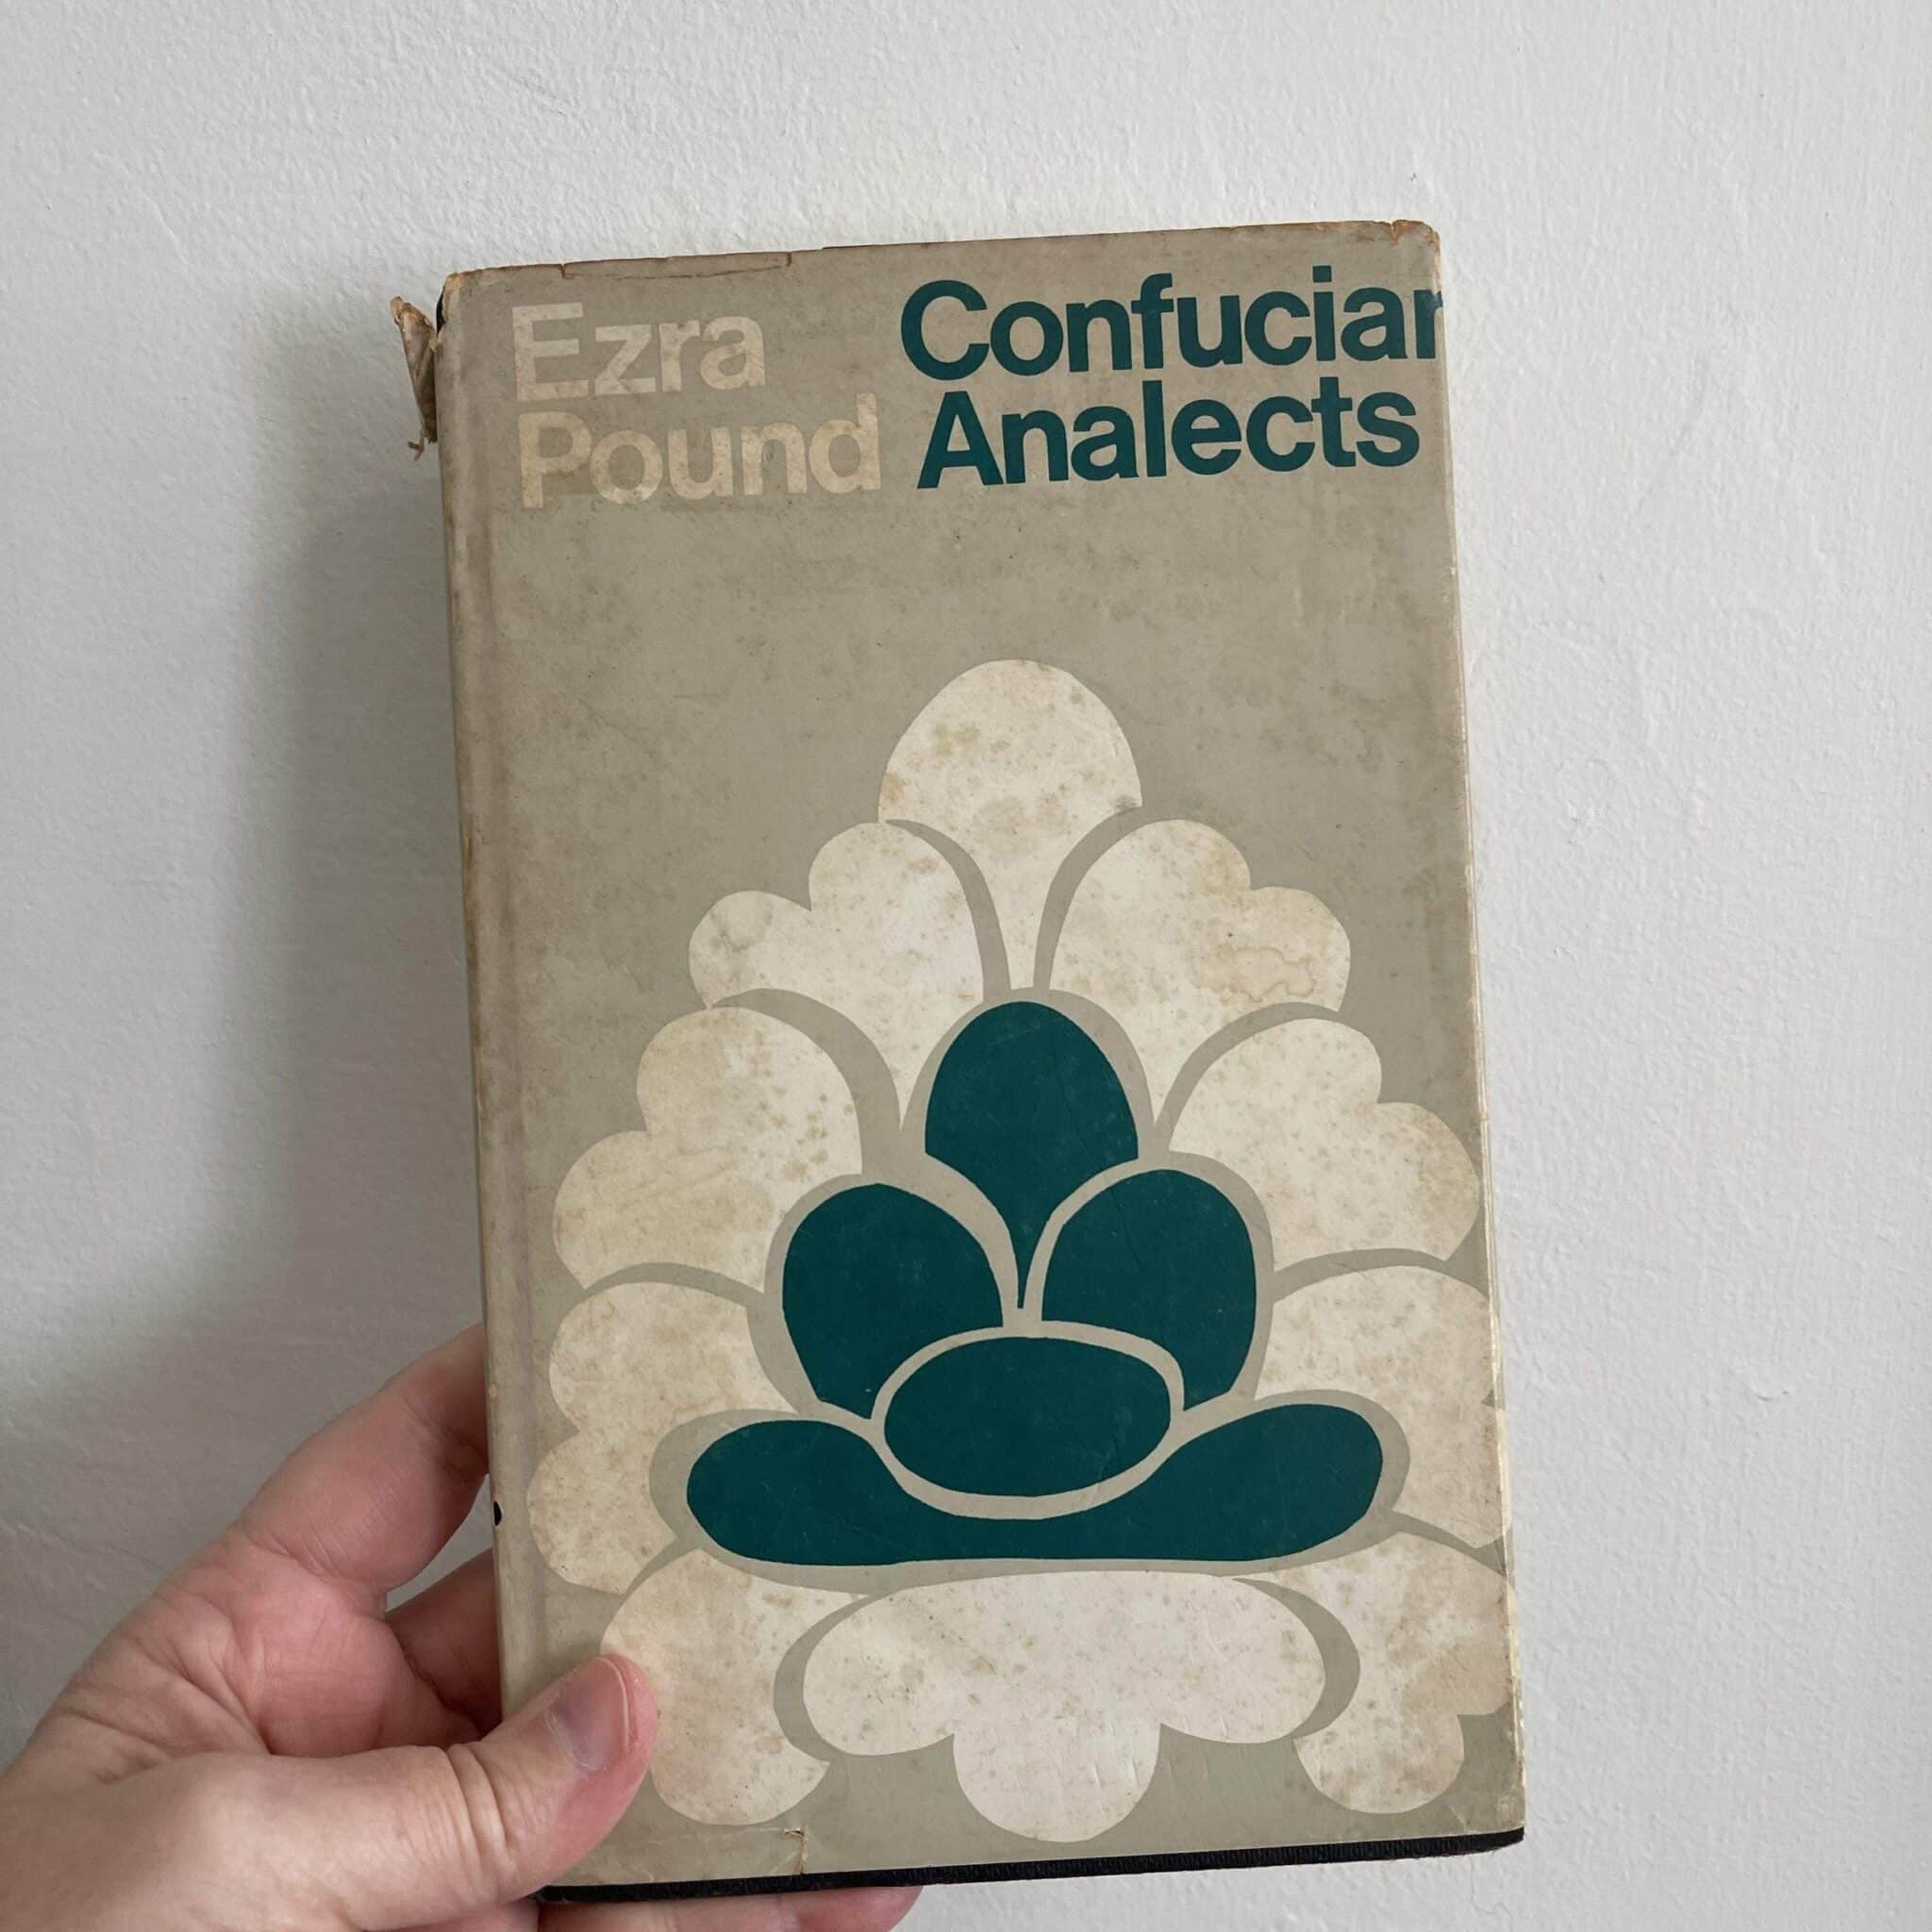 Ezra
Pound
Confucian
Analects